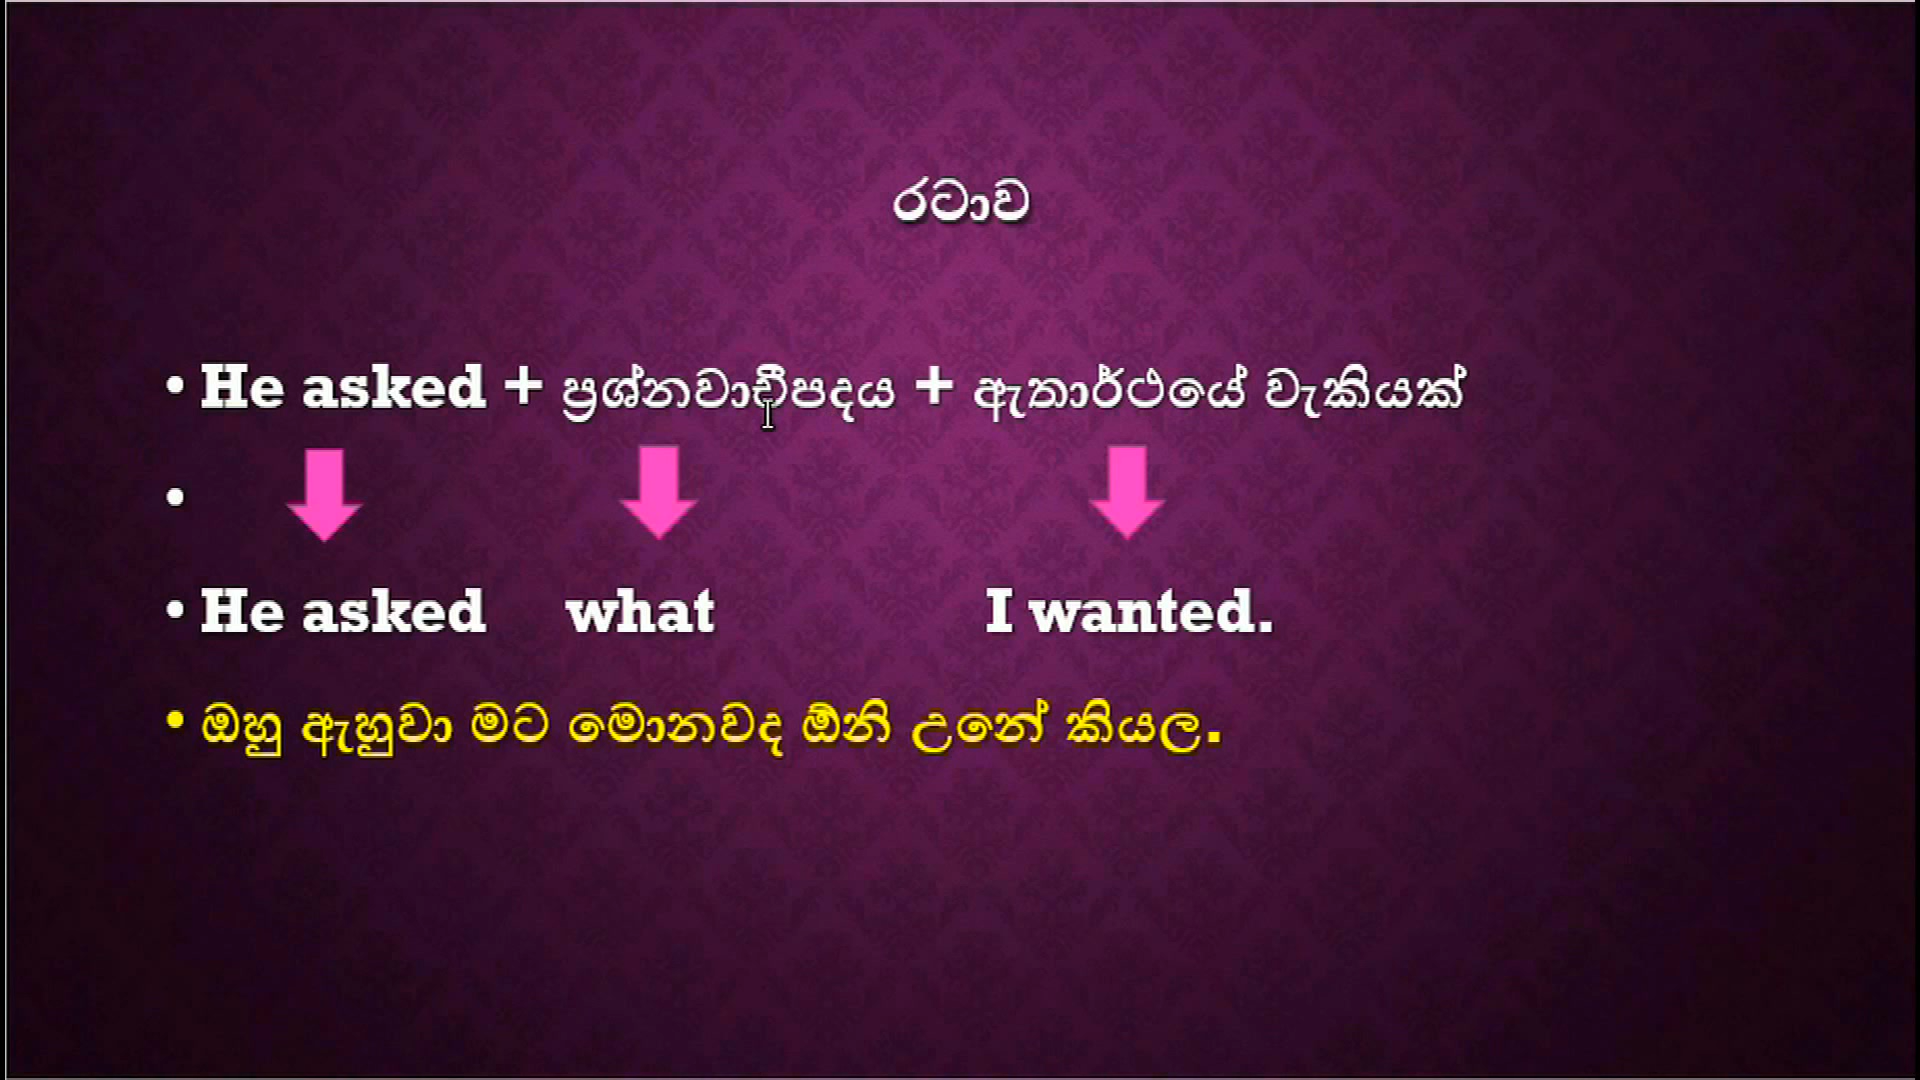 රටාව
• He asked + ප්‍රශ්නවාචීපදය + ඇතාර්ථයේ වැකියක්
•
• He asked what I wanted.
• ඔහු ඇහුවා මට මොනවද ඕනි උනේ කියල.